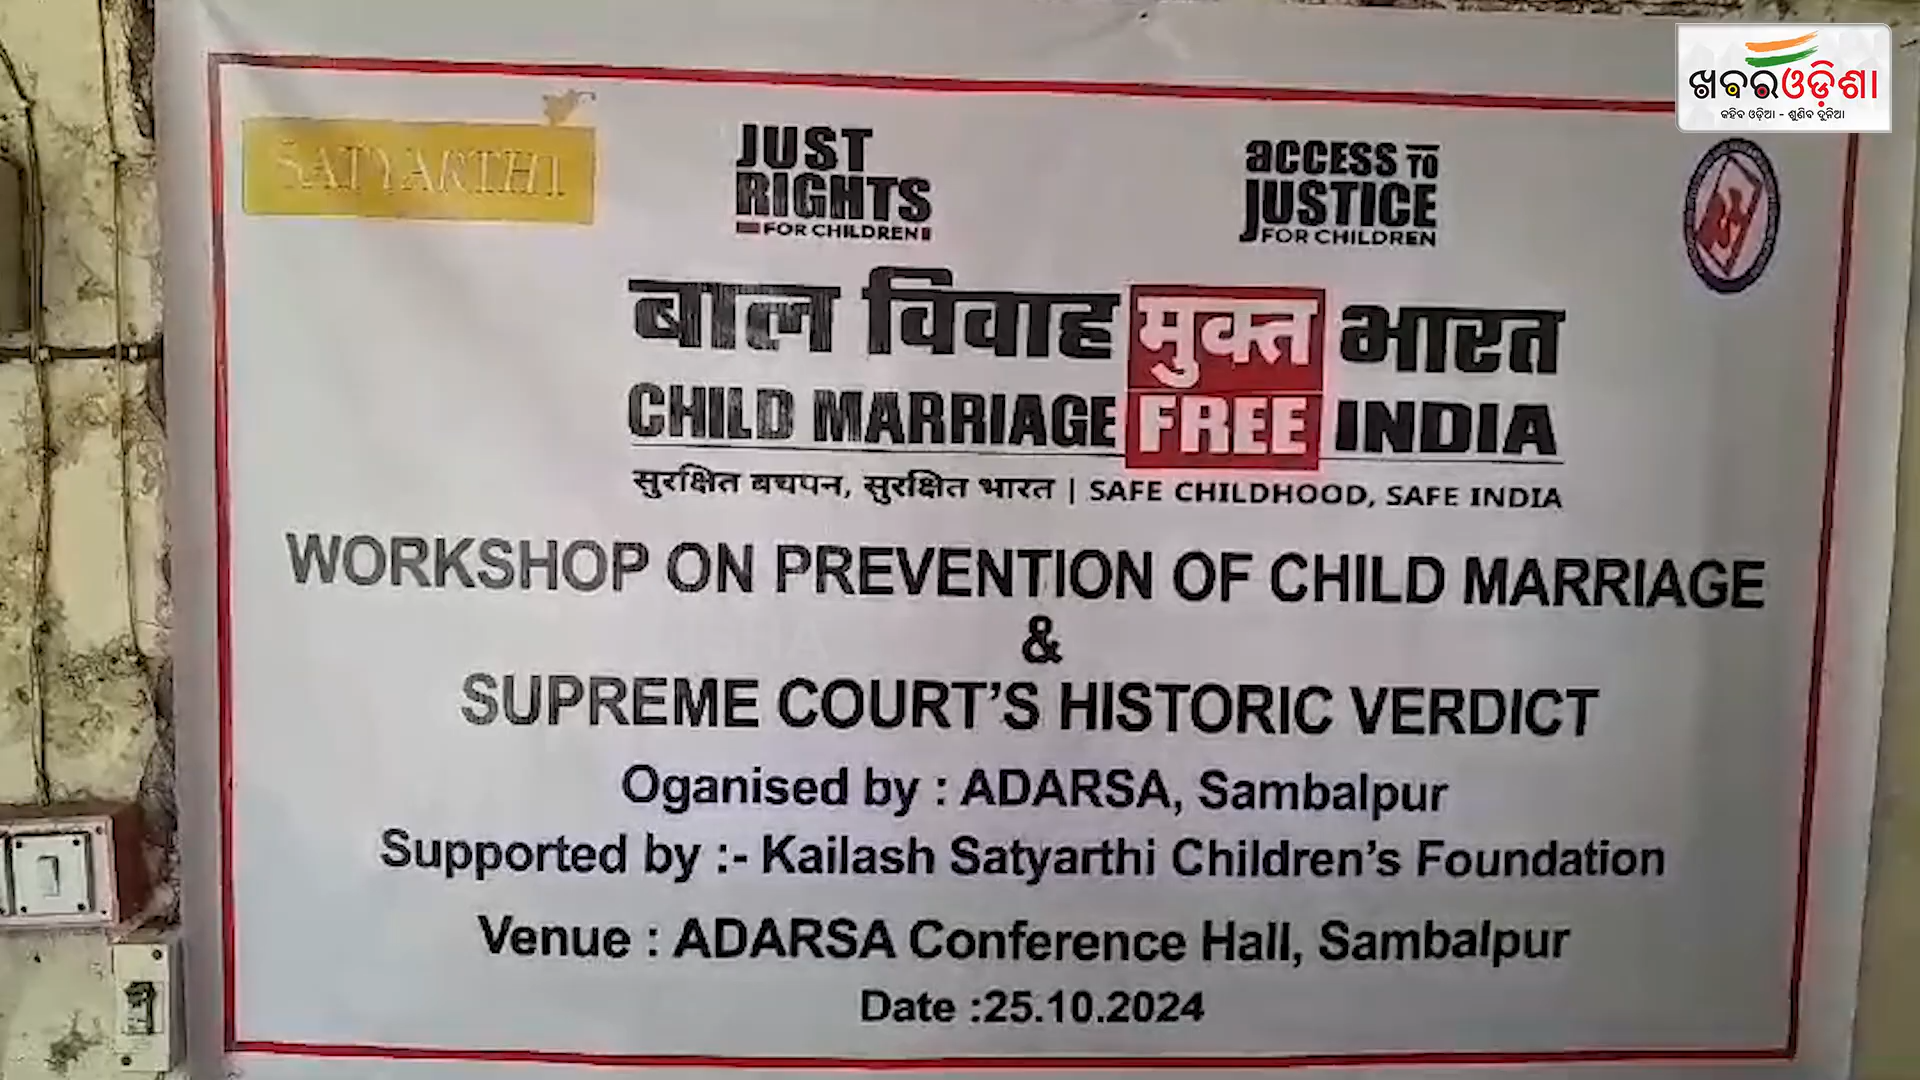 ଖବରଓଡ଼ିଶା
କହିବ ଓଡ଼ିଆ - ଶୁଣିବ ଦୁନିଆ
SATYARTHI
JUST
RIGHTS
FOR CHILDREN
ACCESS TO
JUSTICE
FOR CHILDREN
बाल विवाह मुक्त भारत
CHILD MARRIAGE FREE INDIA
सुरक्षित बचपन, सुरक्षित भारत | SAFE CHILDHOOD, SAFE INDIA
WORKSHOP ON PREVENTION OF CHILD MARRIAGE
&
SUPREME COURT'S HISTORIC VERDICT
Oganised by : ADARSA, Sambalpur
Supported by :- Kailash Satyarthi Children's Foundation
Venue : ADARSA Conference Hall, Sambalpur
Date :25.10.2024